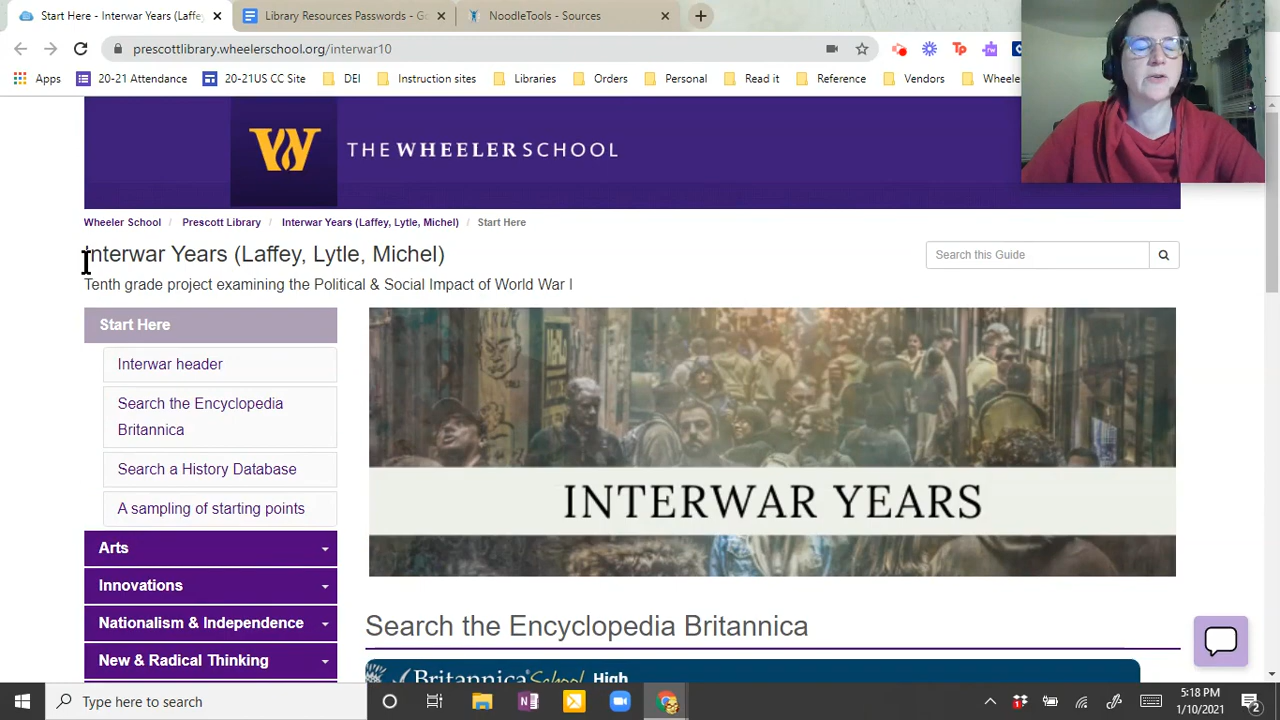 Start Here - Interwar Years (Laffe
Library Resources Passwords - Go
NoodleTools - Sources
prescottlibrary.wheelerschool.org/interwar10
Apps
20-21 Attendance
20-21US CC Site
DEI
Instruction sites
Libraries
Orders
Personal
Read it
Reference
Vendors
Wheele
W
THE WHEELER SCHOOL
Wheeler School / Prescott Library / Interwar Years (Laffey, Lytle, Michel) / Start Here
Interwar Years (Laffey, Lytle, Michel)
Search this Guide
Tenth grade project examining the Political & Social Impact of World War I
Start Here
Interwar header
Search the Encyclopedia
Britannica
Search a History Database
A sampling of starting points
Arts
Innovations
Nationalism & Independence
New & Radical Thinking
INTERWAR YEARS
Search the Encyclopedia Britannica
Britannica School High
Type here to search
5:18 PM
1/10/2021
2